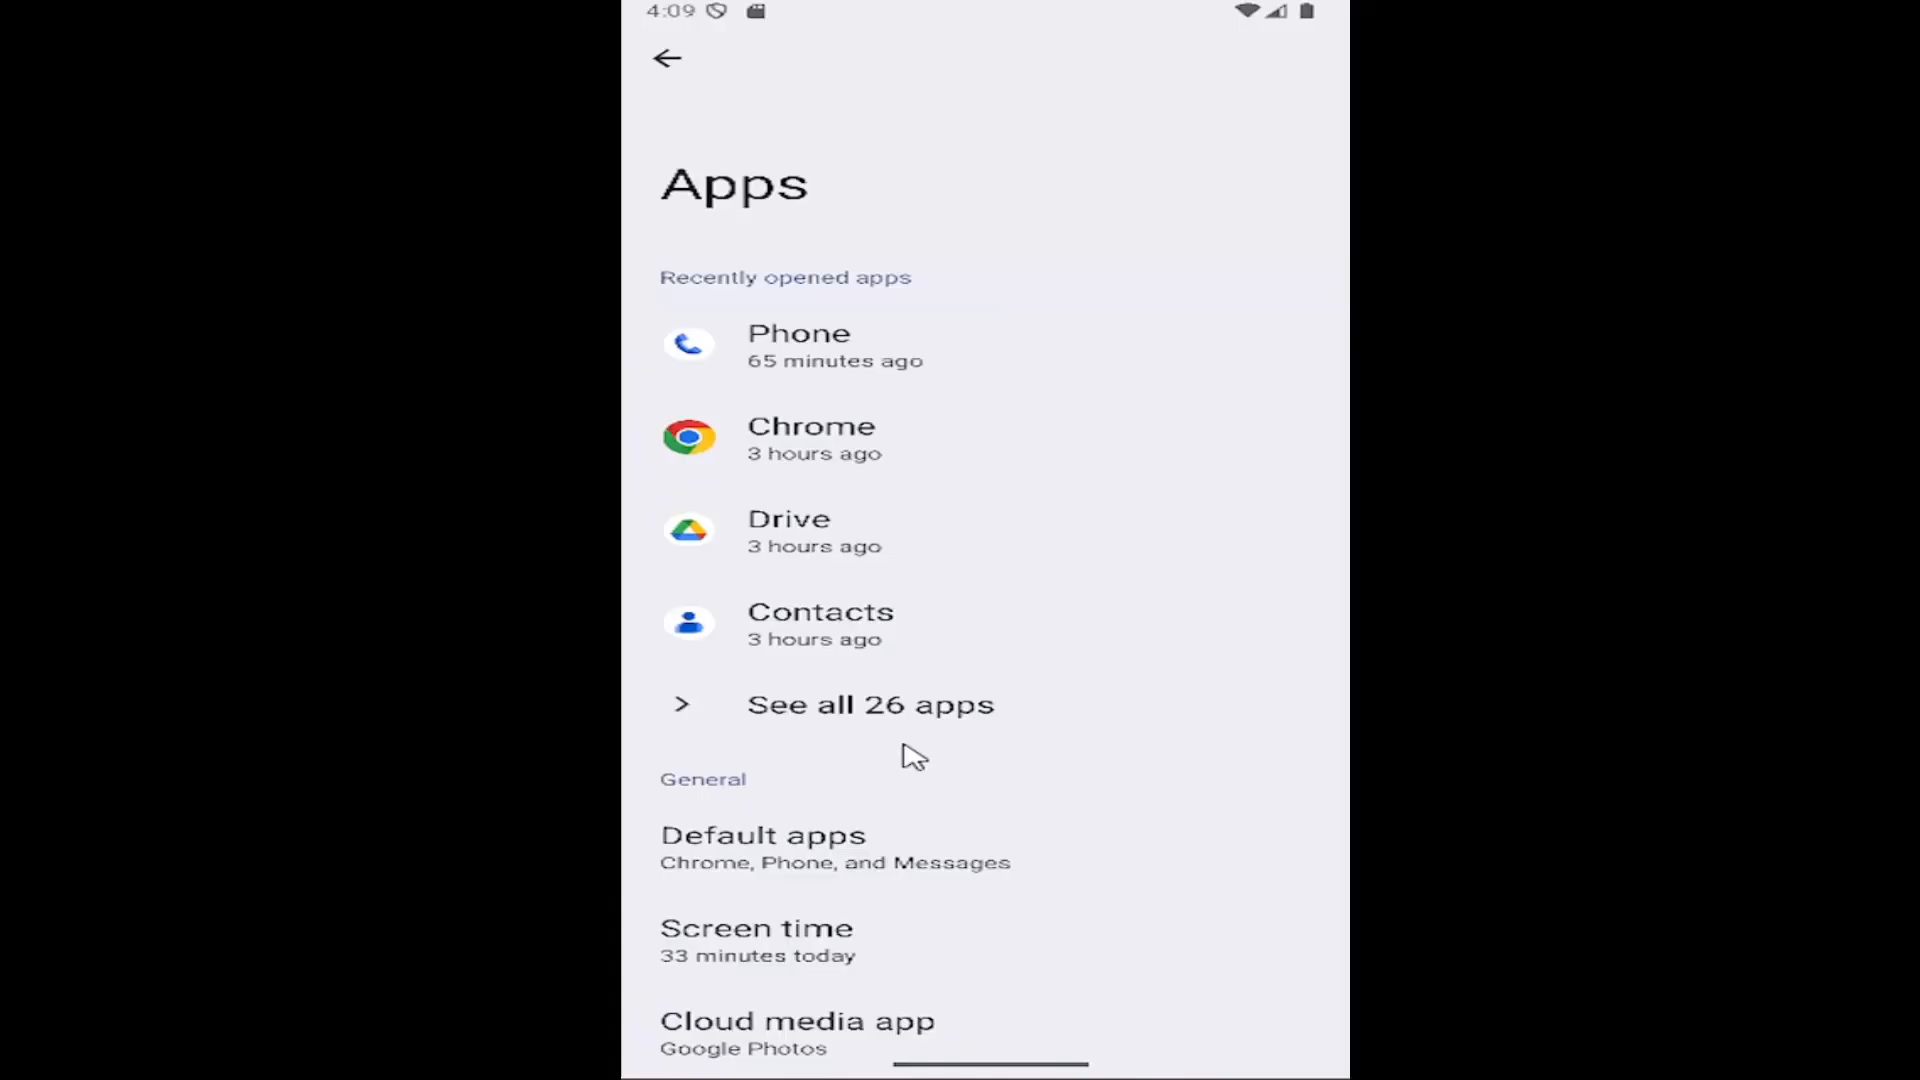 4:09
Apps
Recently opened apps
Phone
65 minutes ago
Chrome
3 hours ago
Drive
3 hours ago
Contacts
3 hours ago
See all 26 apps
General
Default apps
Chrome, Phone, and Messages
Screen time
33 minutes today
Cloud media app
Google Photos